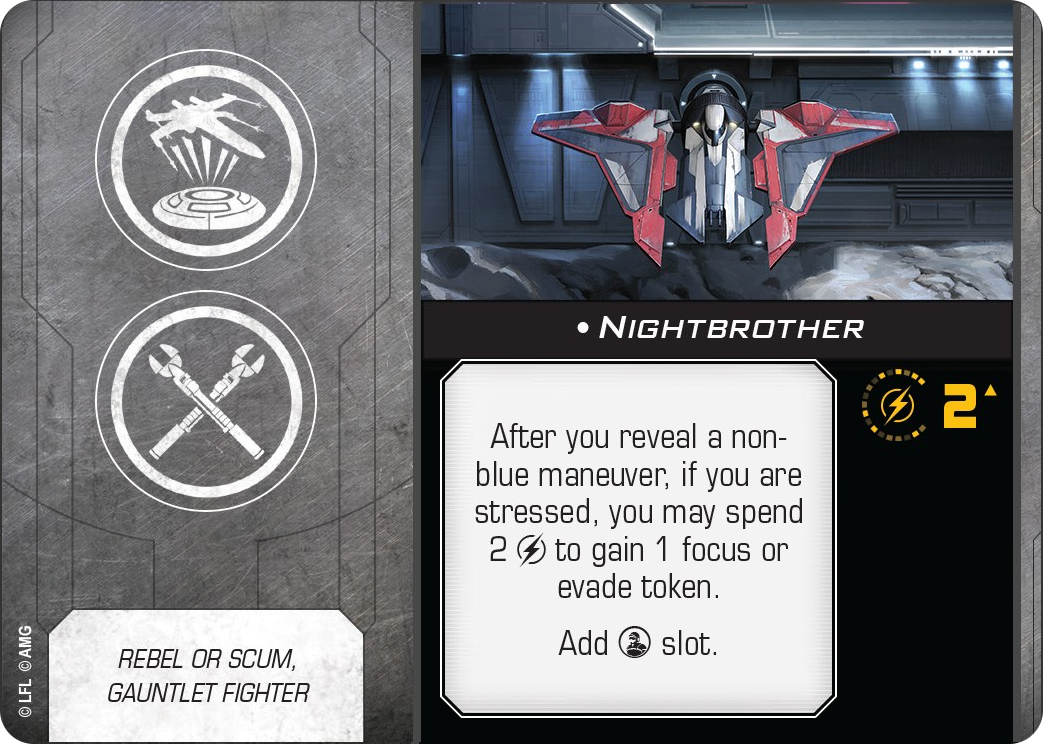 • NIGHTBROTHER
After you reveal a non-
blue maneuver, if you are
stressed, you may spend
2 to gain 1 focus or
evade token.
Add slot.
2
REBEL OR SCUM,
GAUNTLET FIGHTER
© LFL © AMG